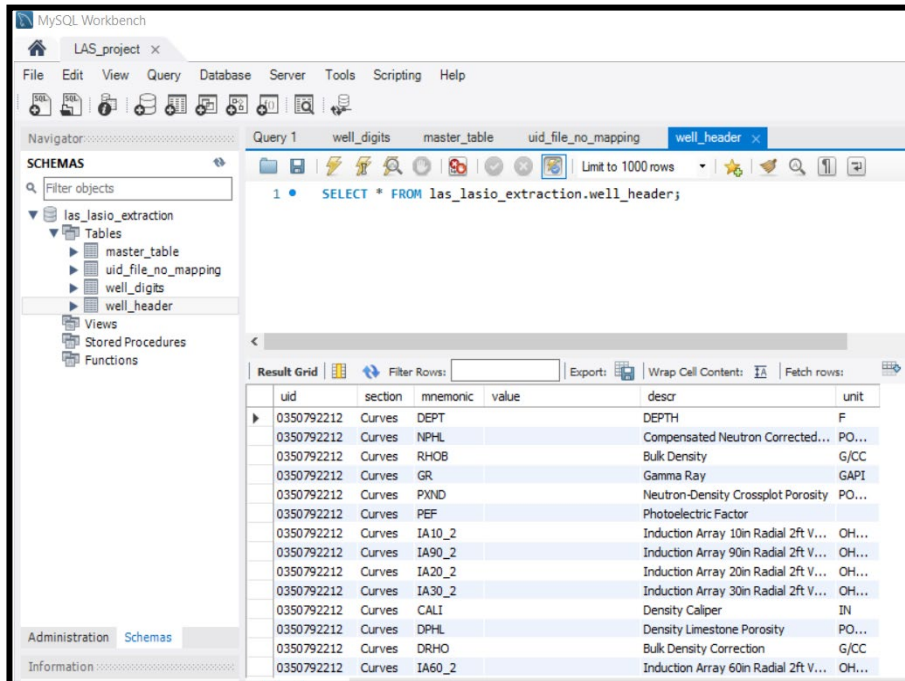 MySQL Workbench
LAS_project
File Edit View Query Database Server Tools Scripting Help
Navigator
SCHEMAS
Filter objects
las_lasio_extraction
Tables
master_table
uid_file_no_mapping
well_digits
well_header
Views
Stored Procedures
Functions
Administration Schemas
Information
Query 1 well_digits master_table uid_file_no_mapping well_header
Limit to 1000 rows
1 SELECT * FROM las_lasio_extraction.well_header;
Result Grid Filter Rows: Export: Wrap Cell Content: Fetch rows:
uid section mnemonic value descr unit
0350792212 Curves DEPT DEPTH F
0350792212 Curves NPHL Compensated Neutron Corrected... PO...
0350792212 Curves RHOB Bulk Density G/CC
0350792212 Curves GR Gamma Ray GAPI
0350792212 Curves PXND Neutron-Density Crossplot Porosity PO...
0350792212 Curves PEF Photoelectric Factor
0350792212 Curves IA10_2 Induction Array 10in Radial 2ft V... OH...
0350792212 Curves IA90_2 Induction Array 90in Radial 2ft V... OH...
0350792212 Curves IA20_2 Induction Array 20in Radial 2ft V... OH...
0350792212 Curves IA30_2 Induction Array 30in Radial 2ft V... OH...
0350792212 Curves CALI Density Caliper IN
0350792212 Curves DPHL Density Limestone Porosity PO...
0350792212 Curves DRHO Bulk Density Correction G/CC
0350792212 Curves IA60_2 Induction Array 60in Radial 2ft V... OH...